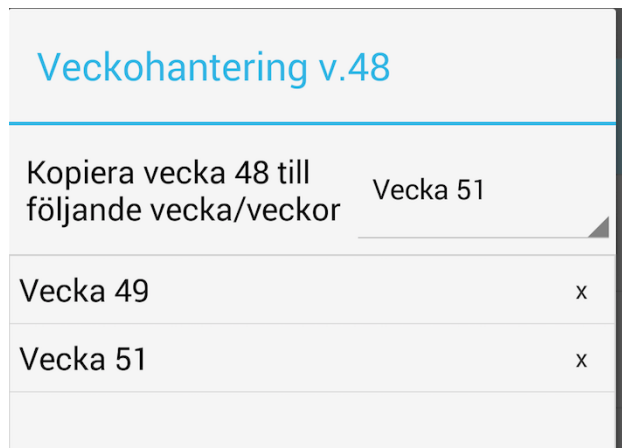 Veckohantering v.48
Kopiera vecka 48 till
följande vecka/veckor
Vecka 51
Vecka 49 x
Vecka 51 x